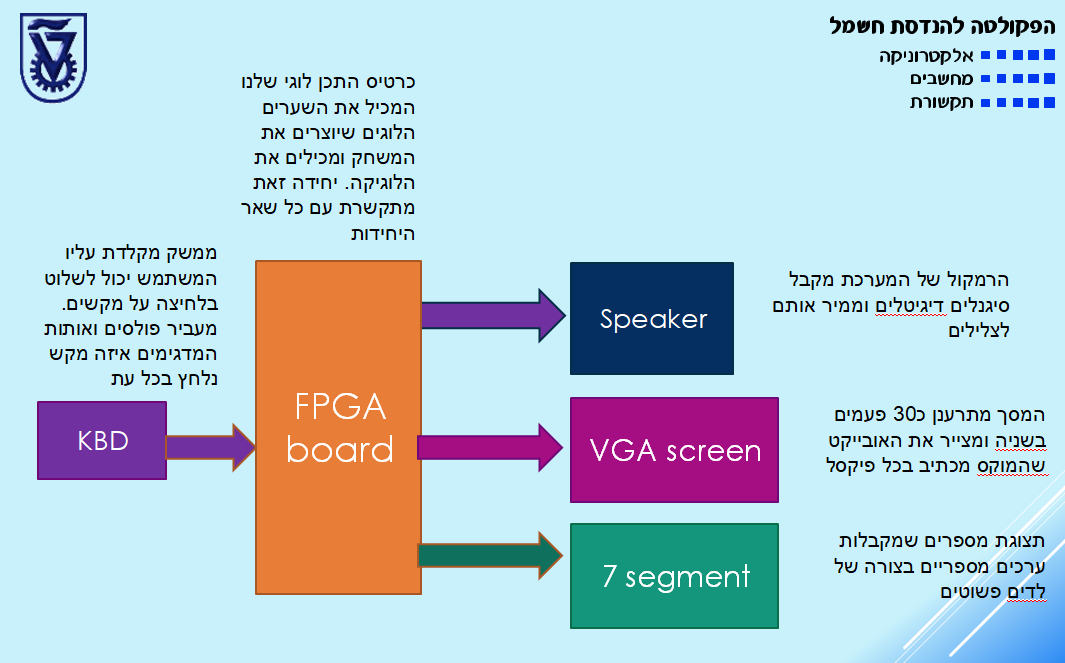 הפקולטה להנדסת חשמל
אלקטרוניקה
מחשבים
תקשורת
כרטיס התכן לוגי שלנו
המכיל את השערים
הלוגים שיוצרים את
המשחק ומכילים את
הלוגיקה. יחידה זאת
מתקשרת עם כל שאר
היחידות
ממשק מקלדת עליו
המשתמש יכול לשלוט
בלחיצה על מקשים.
מעביר פולסים ואותות
המדגימים איזה מקש
נלחץ בכל עת
KBD
FPGA
board
Speaker
הרמקול של המערכת מקבל
סיגנלים דיגיטלים וממיר אותם
לצלילים
VGA screen
המסך מתרענן כ30 פעמים
בשניה ומצייר את האובייקט
שהמוקס מכתיב בכל פיקסל
7 segment
תצוגת מספרים שמקבלות
ערכים מספריים בצורה של
לדים פשוטים